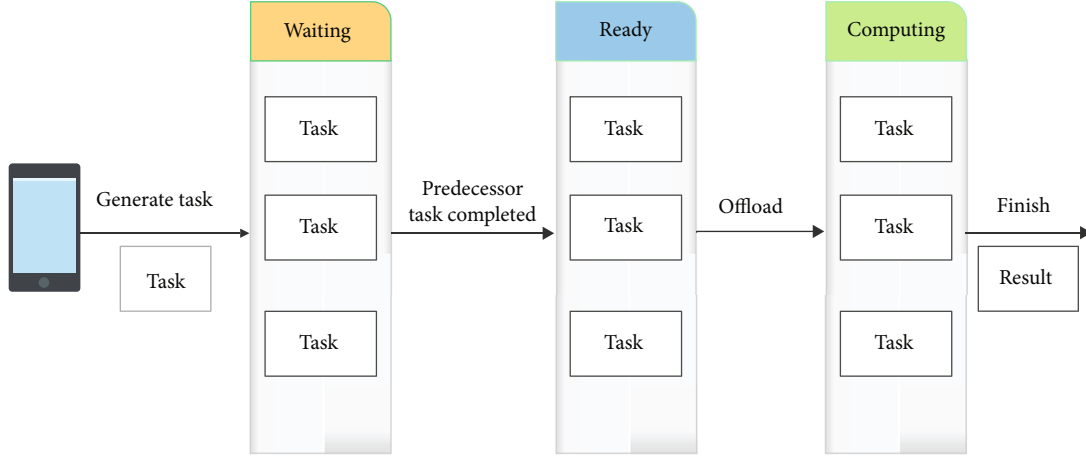 Waiting
Ready
Computing
Task
Task
Task
Generate task
Task
Predecessor
task completed
Task
Offload
Task
Finish
Task
Result
Task
Task
Task